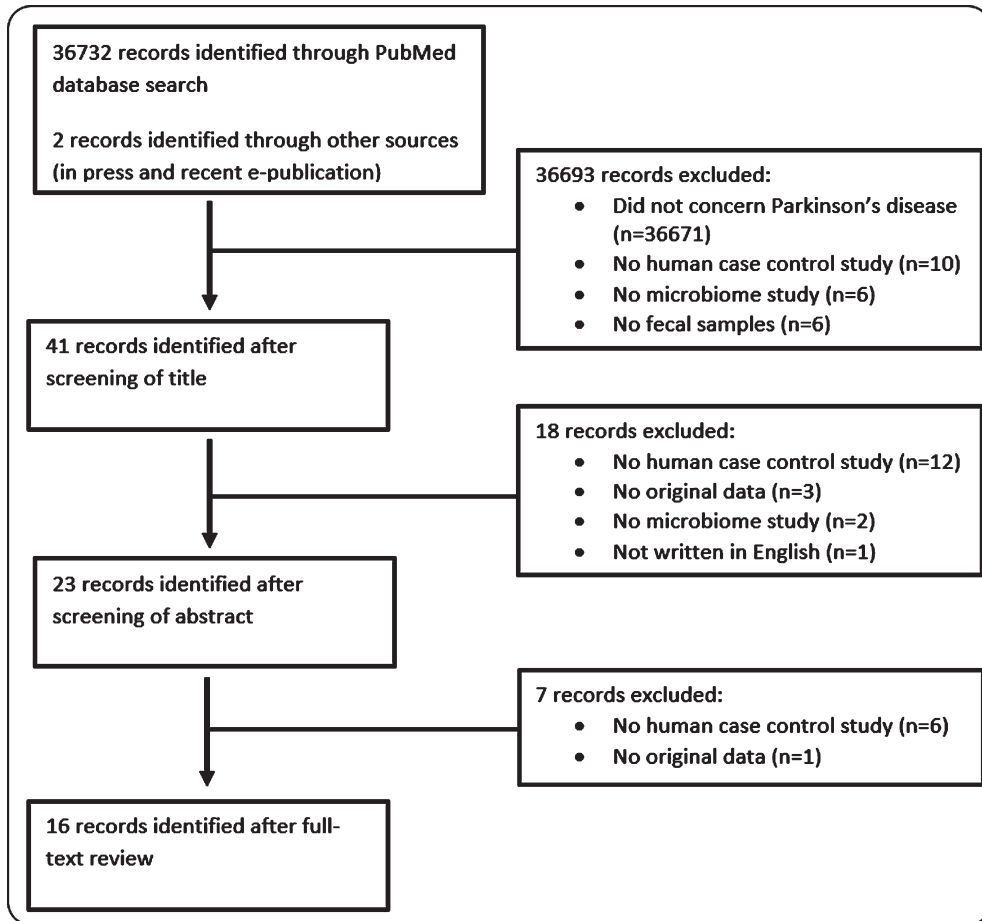 36732 records identified through PubMed
database search
2 records identified through other sources
(in press and recent e-publication)
36693 records excluded:
• Did not concern Parkinson's disease
(n=36671)
• No human case control study (n=10)
• No microbiome study (n=6)
• No fecal samples (n=6)
41 records identified after
screening of title
18 records excluded:
• No human case control study (n=12)
• No original data (n=3)
• No microbiome study (n=2)
• Not written in English (n=1)
23 records identified after
screening of abstract
7 records excluded:
• No human case control study (n=6)
• No original data (n=1)
16 records identified after full-
text review